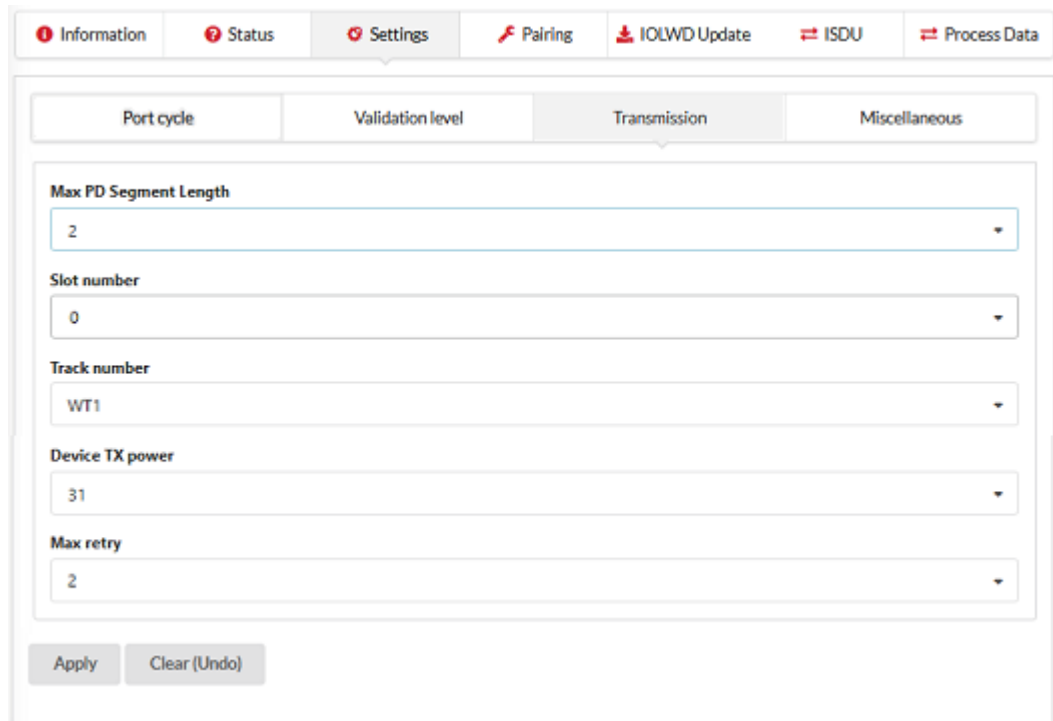 Information Status Settings Pairing IOLWD Update ISDU Process Data
Port cycle Validation level Transmission Miscellaneous
Max PD Segment Length
2
Slot number
0
Track number
WT1
Device TX power
31
Max retry
2
Apply Clear (Undo)